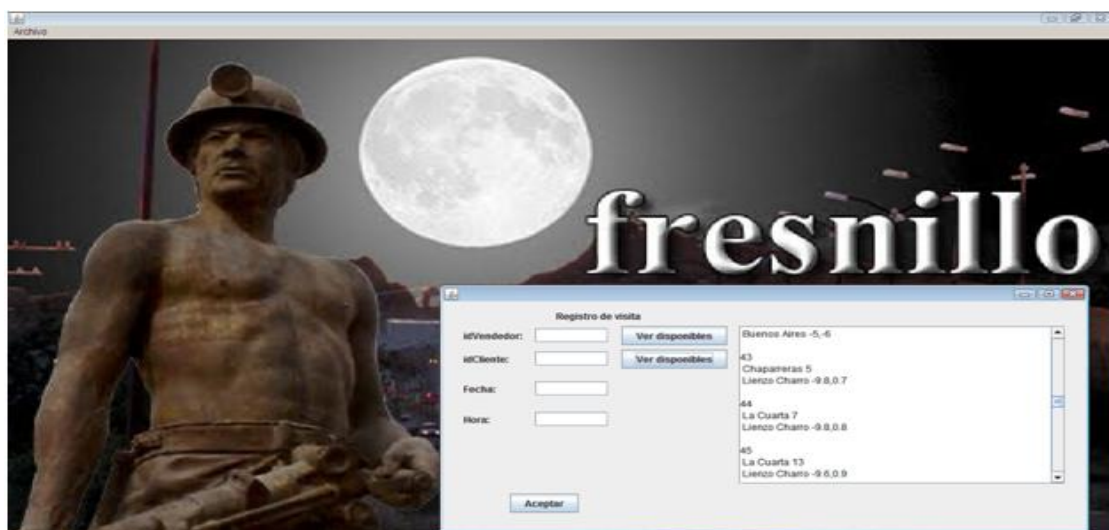 Archivo
fresnillo
Registro de visita
idVendedor:
Ver disponibles
idCliente:
Ver disponibles
Fecha:
Hora:
Aceptar
Buenos Aires -5,-6
43
Chaparreras 5
Lienzo Charro -9.8,0.7
44
La Cuarta 7
Lienzo Charro -9.8,0.8
45
La Cuarta 13
Lienzo Charro -9.6,0.9